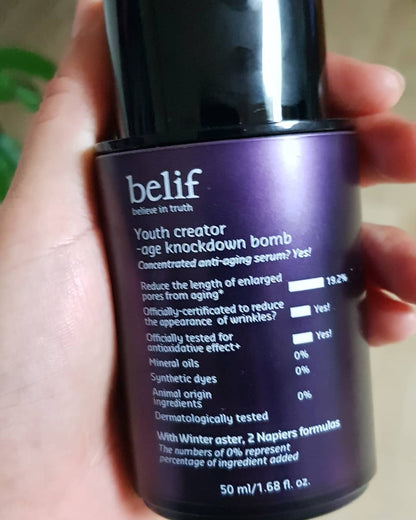 belif
believe in truth
Youth creator
-age knockdown bomb
Concentrated anti-aging serum? Yes!
Reduce the length of enlarged
pores from aging* 19.2%
Officially-certificated to reduce
the appearance of wrinkles? Yes!
Officially tested for
antioxidative effect+ Yes!
Mineral oils 0%
Synthetic dyes 0%
Animal origin
ingredients 0%
Dermatologically tested
With Winter aster, 2 Napiers formulas
The numbers of 0% represent
percentage of ingredient added
50 ml/1.68 fl. oz.